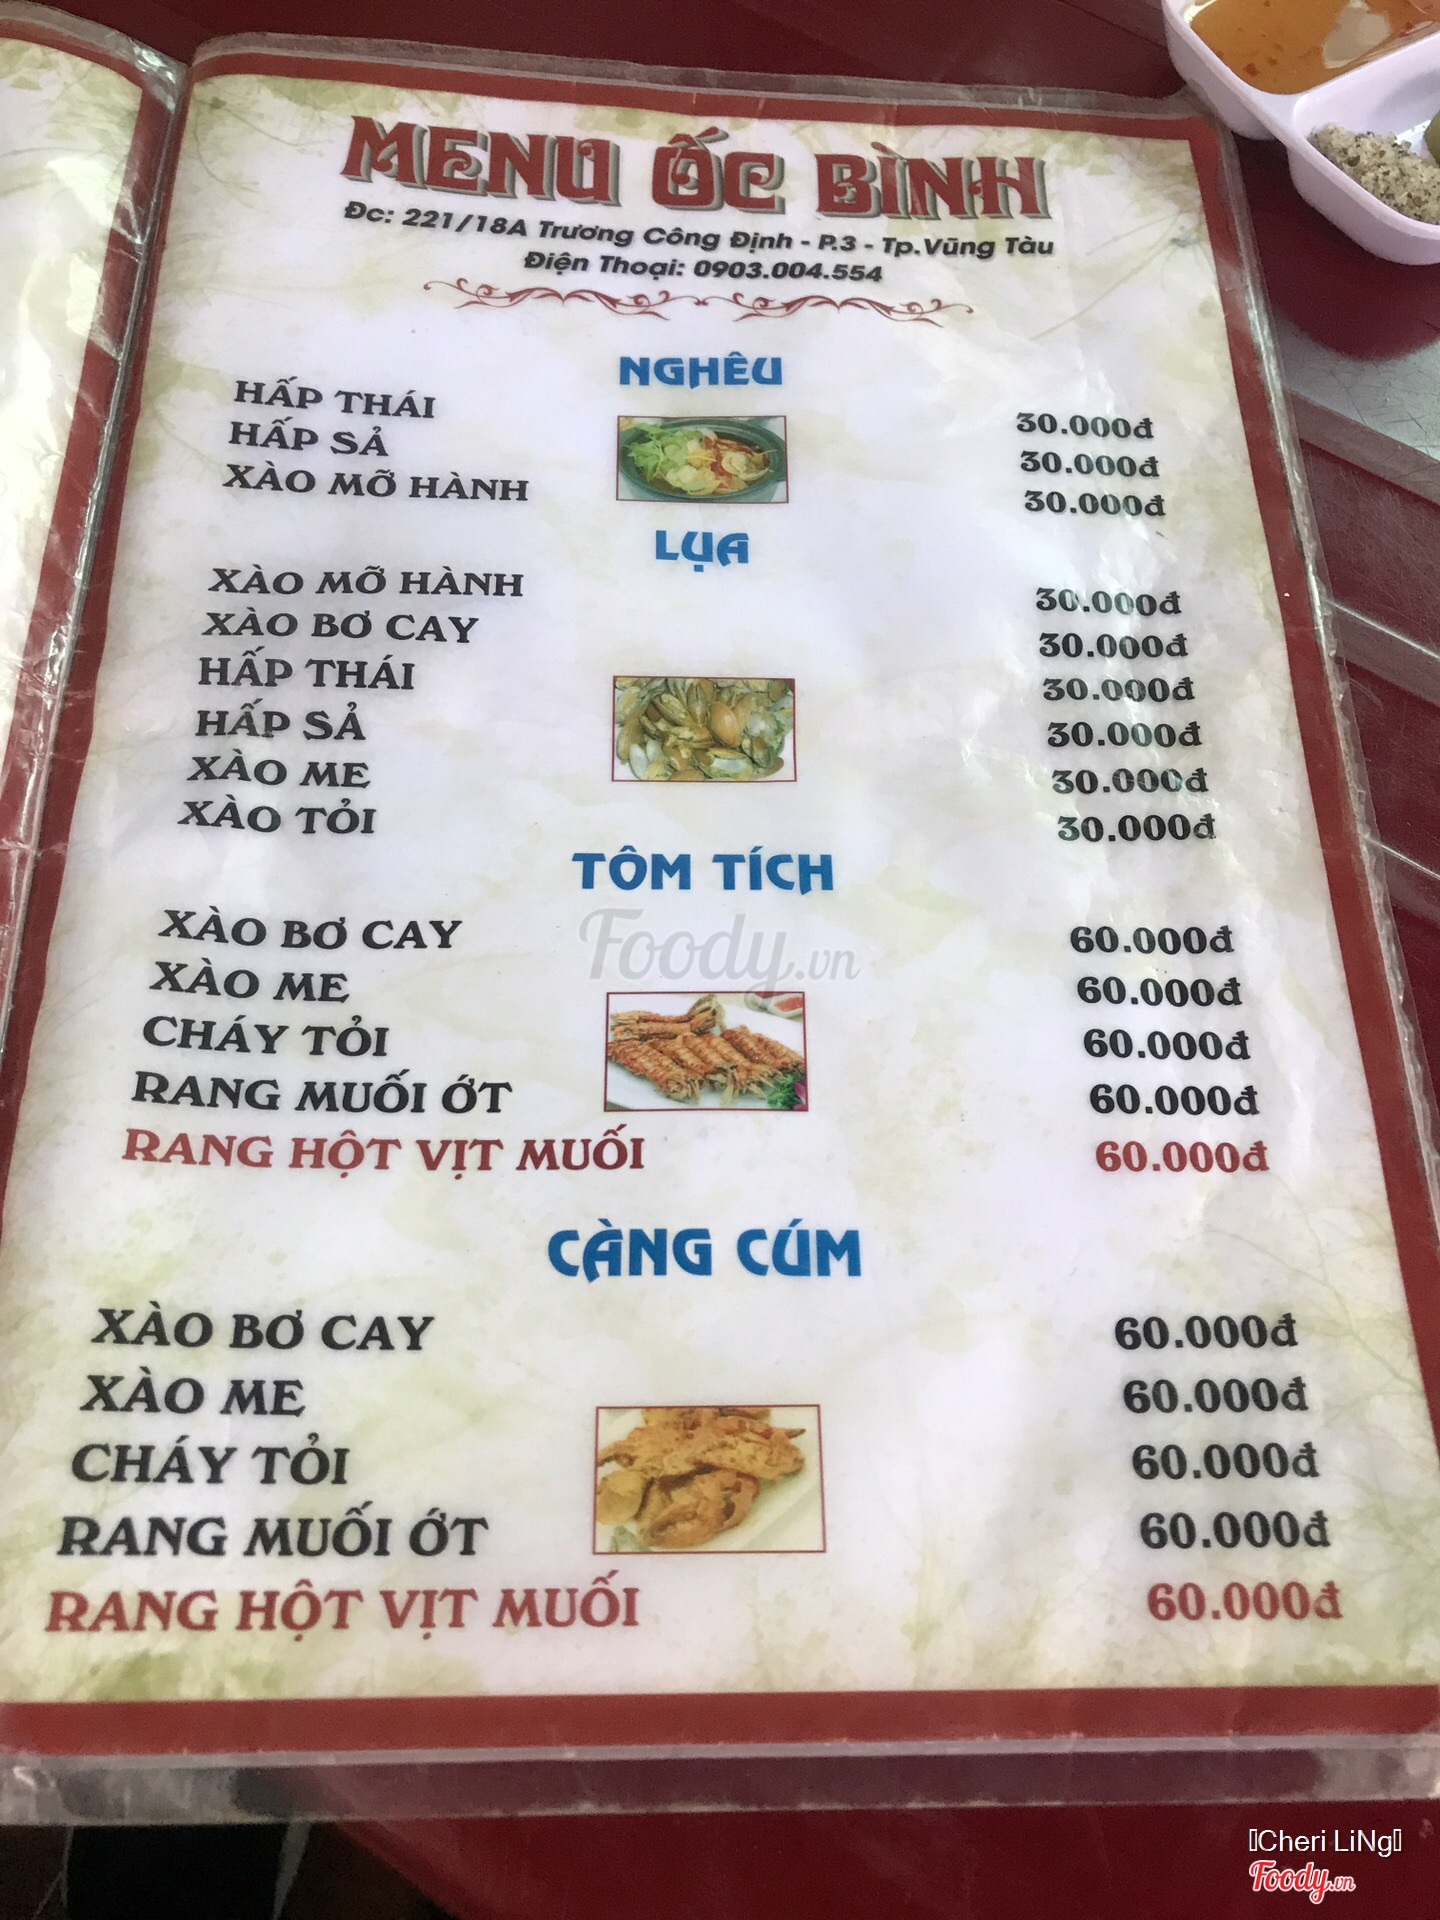 MENU ỐC BÌNH
Đc: 221/18A Trương Công Định - P.3 - Tp.Vũng Tàu
Điện Thoại: 0903.004.554
NGHÊU
HẤP THÁI 30.000đ
HẤP SẢ 30.000đ
XÀO MỠ HÀNH 30.000đ
LỤA
XÀO MỠ HÀNH 30.000đ
XÀO BƠ CAY 30.000đ
HẤP THÁI 30.000đ
HẤP SẢ 30.000đ
XÀO ME 30.000đ
XÀO TỎI 30.000đ
TÔM TÍCH
Foody.vn
XÀO BƠ CAY 60.000đ
XÀO ME 60.000đ
CHÁY TỎI 60.000đ
RANG MUỐI ỚT 60.000đ
RANG HỘT VỊT MUỐI 60.000đ
CÀNG CÚM
XÀO BƠ CAY 60.000đ
XÀO ME 60.000đ
CHÁY TỎI 60.000đ
RANG MUỐI ỚT 60.000đ
RANG HỘT VỊT MUỐI 60.000đ
Cheri LiNg
Foody.vn